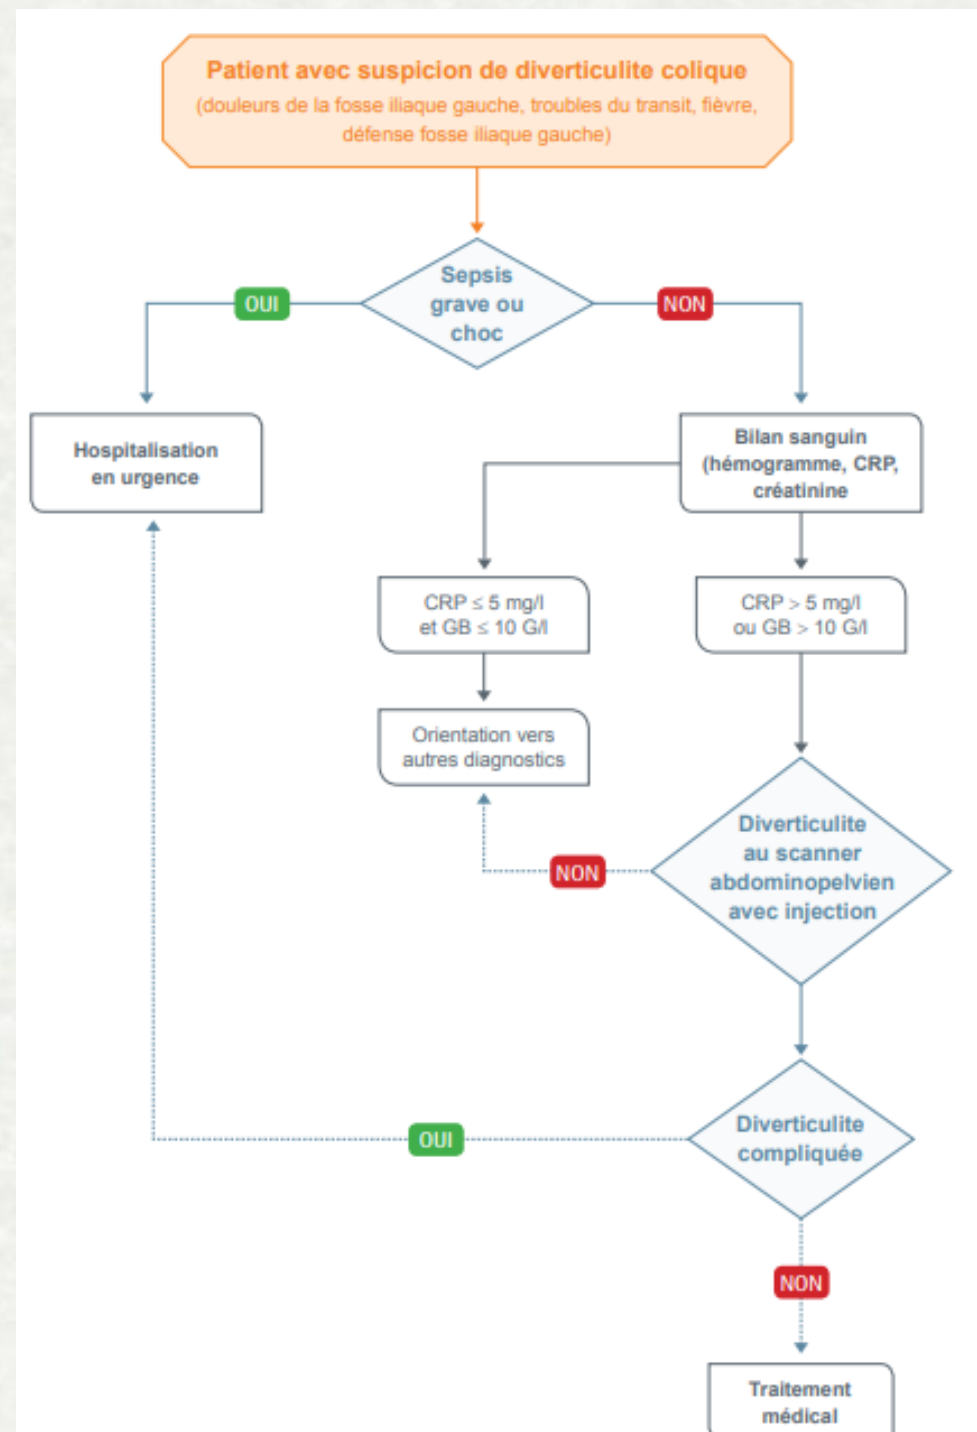 Patient avec suspicion de diverticulite colique
(douleurs de la fosse iliaque gauche, troubles du transit, fièvre,
défense fosse iliaque gauche)
Sepsis
grave ou
choc
OUI
NON
Hospitalisation
en urgence
Bilan sanguin
(hémogramme, CRP,
créatinine
CRP ≤ 5 mg/l
et GB ≤ 10 G/l
CRP > 5 mg/l
ou GB > 10 G/l
Orientation vers
autres diagnostics
Diverticulite
au scanner
abdominopelvien
avec injection
NON
Diverticulite
compliquée
OUI
NON
Traitement
médical